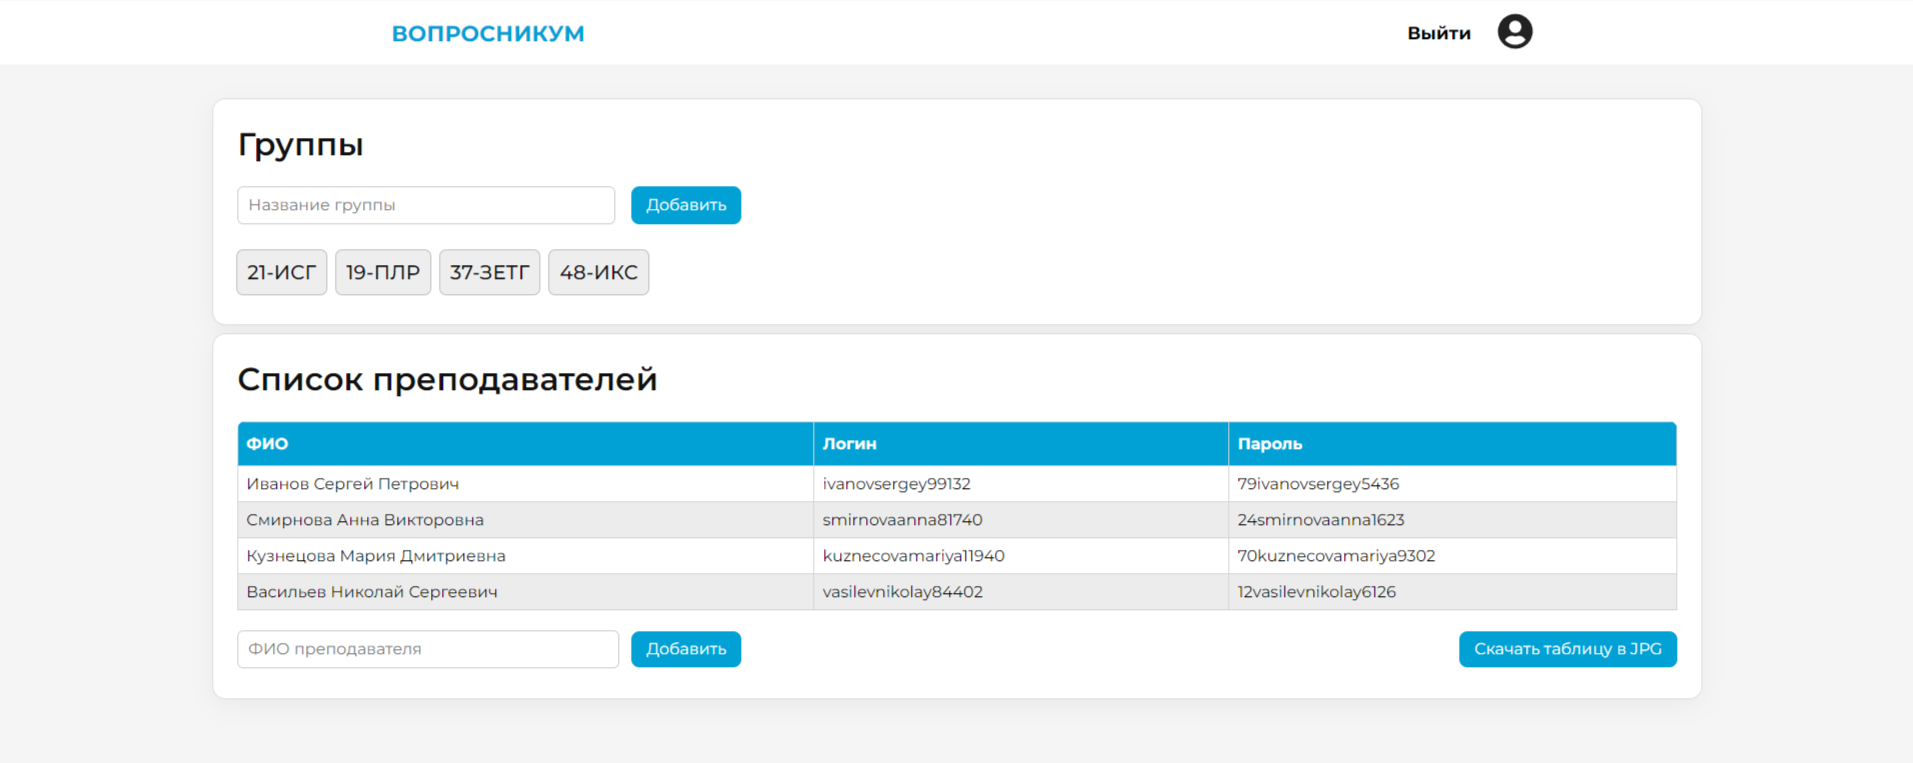 ВОПРОСНИКУМ Выйти
Группы
Название группы Добавить
21-ИСГ 19-ПЛР 37-ЗЕТГ 48-ИКС
Список преподавателей
ФИО Логин Пароль
Иванов Сергей Петрович ivanovsergey99132 79ivanovsergey5436
Смирнова Анна Викторовна smirnovaanna81740 24smirnovaanna1623
Кузнецова Мария Дмитриевна kuznecovamariya11940 70kuznecovamariya9302
Васильев Николай Сергеевич vasilevnikolay84402 12vasilevnikolay6126
ФИО преподавателя Добавить Скачать таблицу в JPG